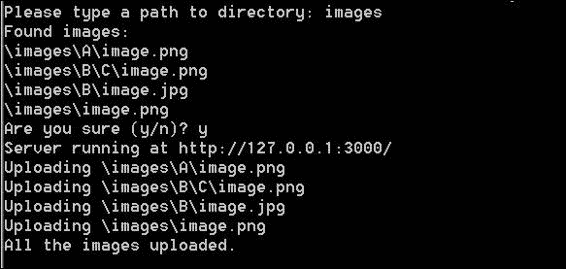 Please type a path to directory: images
Found images:
\images\A\image.png
\images\B\C\image.png
\images\B\image.jpg
\images\image.png
Are you sure (y/n)? y
Server running at http://127.0.0.1:3000/
Uploading \images\A\image.png
Uploading \images\B\C\image.png
Uploading \images\B\image.jpg
Uploading \images\image.png
All the images uploaded.